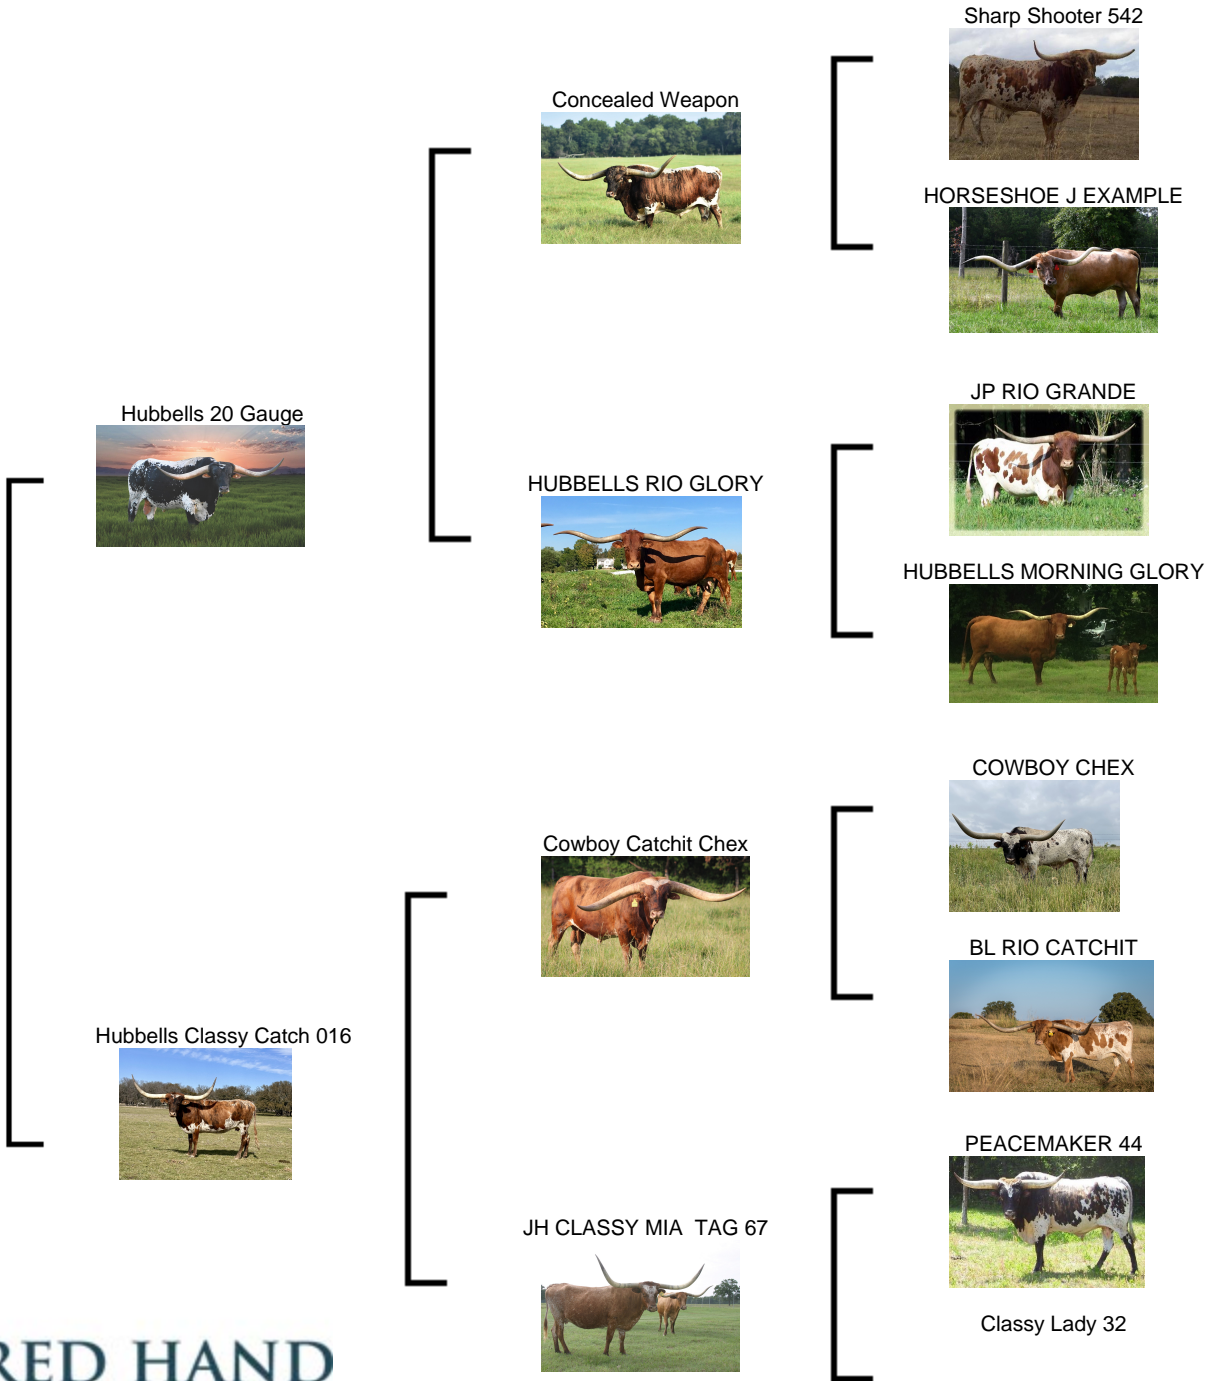 Sharp Shooter 542
Concealed Weapon
HORSESHOE J EXAMPLE
JP RIO GRANDE
Hubbells 20 Gauge
HUBBELLS RIO GLORY
HUBBELLS MORNING GLORY
COWBOY CHEX
Cowboy Catchit Chex
BL RIO CATCHIT
Hubbells Classy Catch 016
PEACEMAKER 44
JH CLASSY MIA  TAG 67
Classy Lady 32
RED HAND